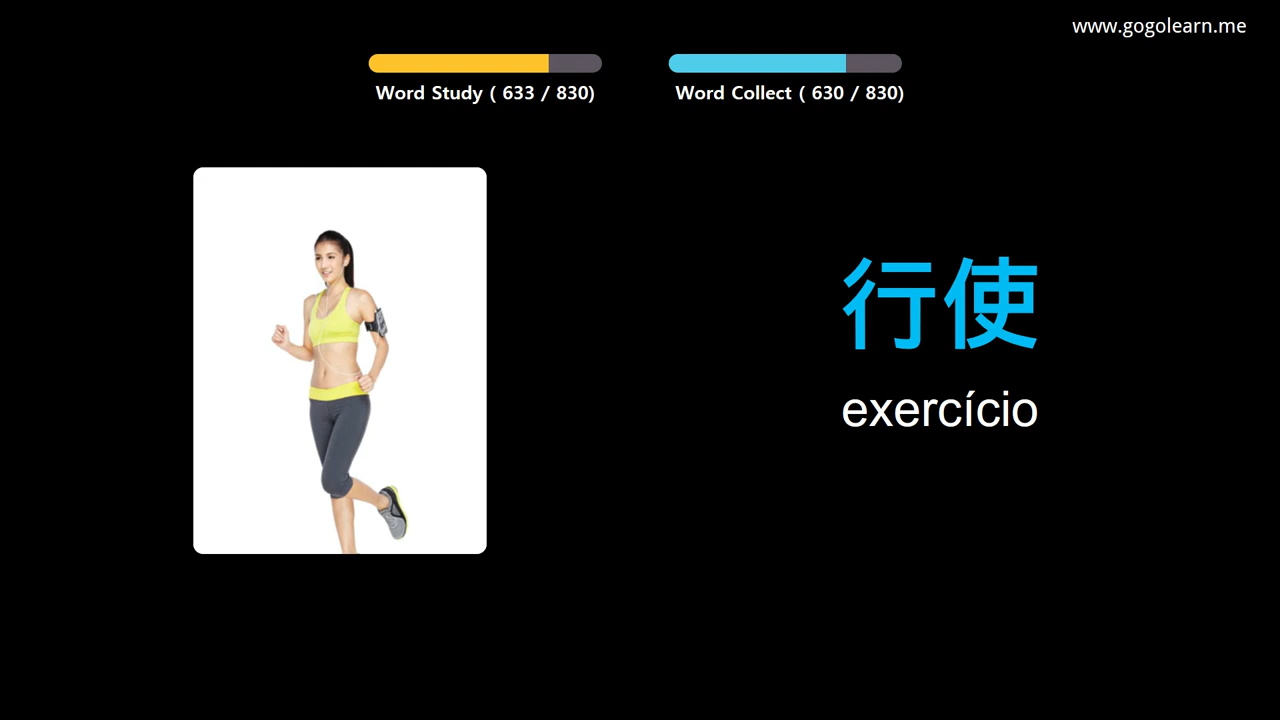 www.gogolearn.me
Word Study ( 633 / 830)
Word Collect ( 630 / 830)
行使
exercício